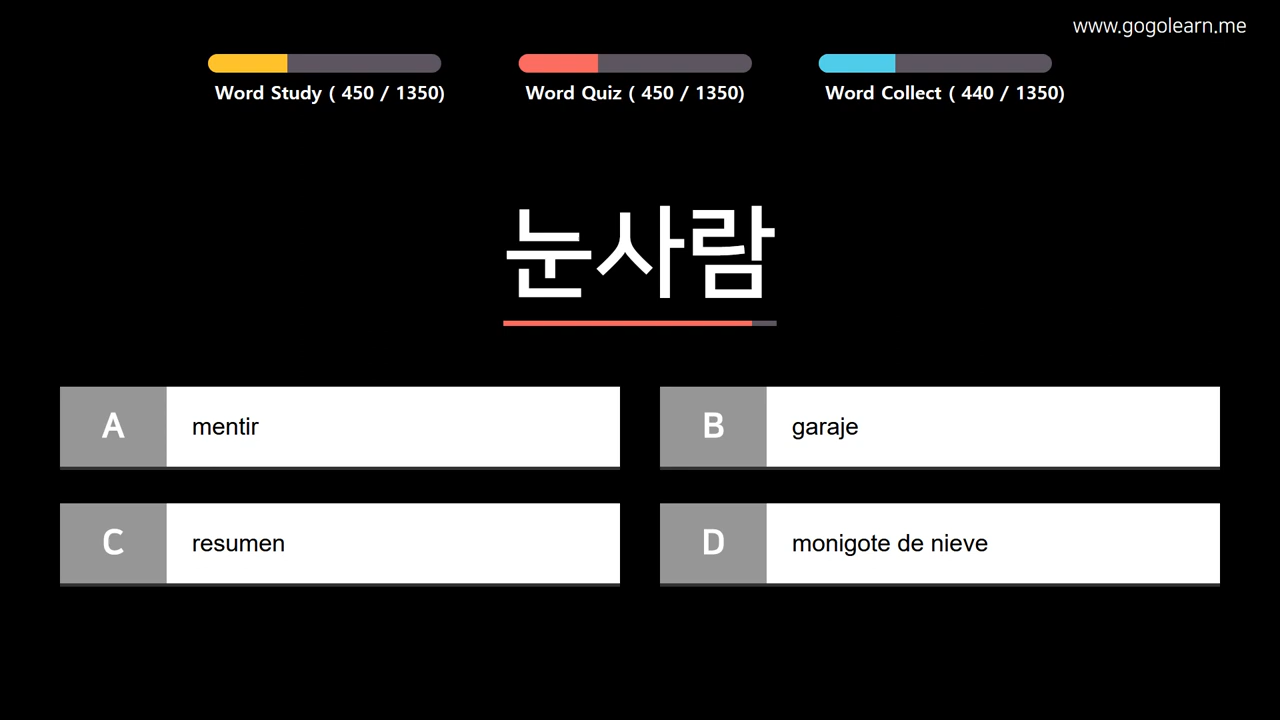 www.gogolearn.me
Word Study ( 450 / 1350)
Word Quiz ( 450 / 1350)
Word Collect ( 440 / 1350)
눈사람
A mentir
B garaje
C resumen
D monigote de nieve